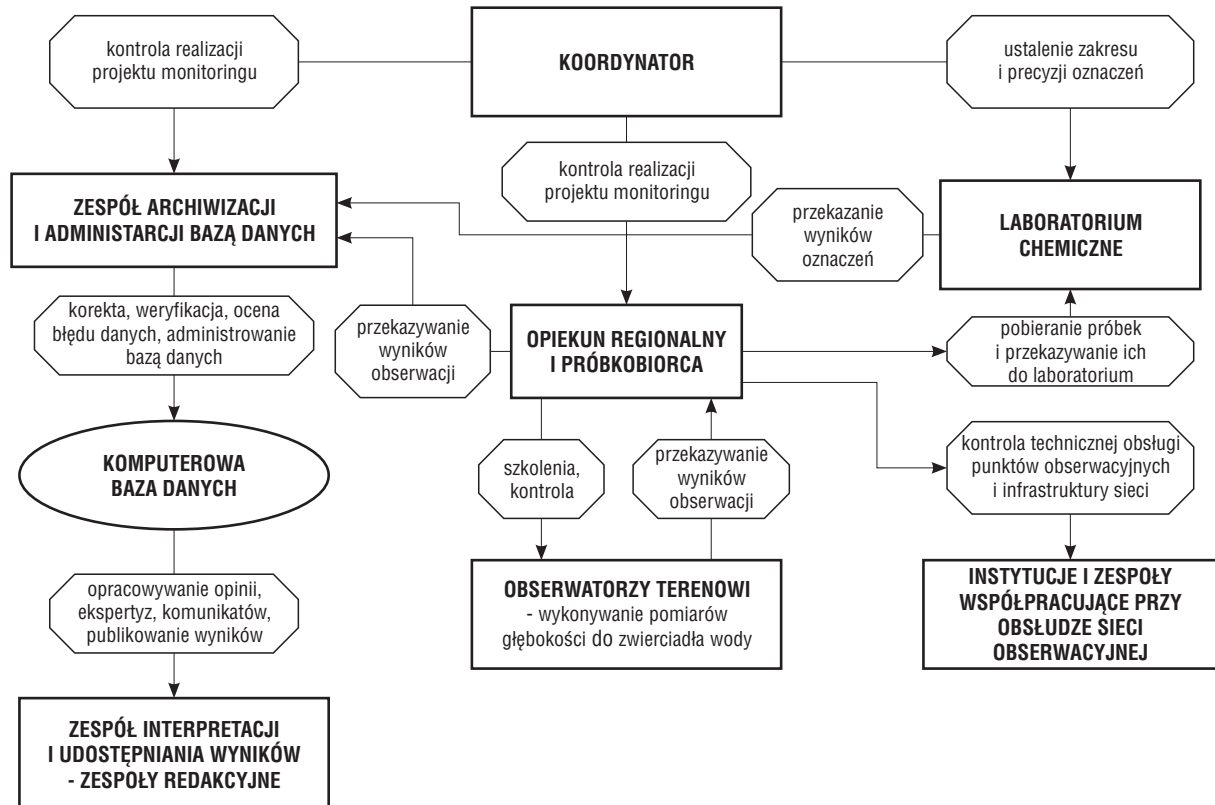 kontrola realizacji
projektu monitoringu
KOORDYNATOR
ustalenie zakresu
i precyzji oznaczeń
kontrola realizacji
projektu monitoringu
ZESPÓŁ ARCHIWIZACJI
I ADMINISTARCJI BAZĄ DANYCH
przekazanie
wyników
oznaczeń
LABORATORIUM
CHEMICZNE
korekta, weryfikacja, ocena
błędu danych, administrowanie
bazą danych
przekazywanie
wyników
obserwacji
OPIEKUN REGIONALNY
I PRÓBKOBIORCA
pobieranie próbek
i przekazywanie ich
do laboratorium
KOMPUTEROWA
BAZA DANYCH
szkolenia,
kontrola
przekazywanie
wyników
obserwacji
kontrola technicznej obsługi
punktów obserwacyjnych
i infrastruktury sieci
opracowywanie opinii,
ekspertyz, komunikatów,
publikowanie wyników
OBSERWATORZY TERENOWI
- wykonywanie pomiarów
głębokości do zwierciadła wody
INSTYTUCJE I ZESPOŁY
WSPÓŁPRACUJĄCE PRZY
OBSŁUDZE SIECI
OBSERWACYJNEJ
ZESPÓŁ INTERPRETACJI
I UDOSTĘPNIANIA WYNIKÓW
- ZESPOŁY REDAKCYJNE